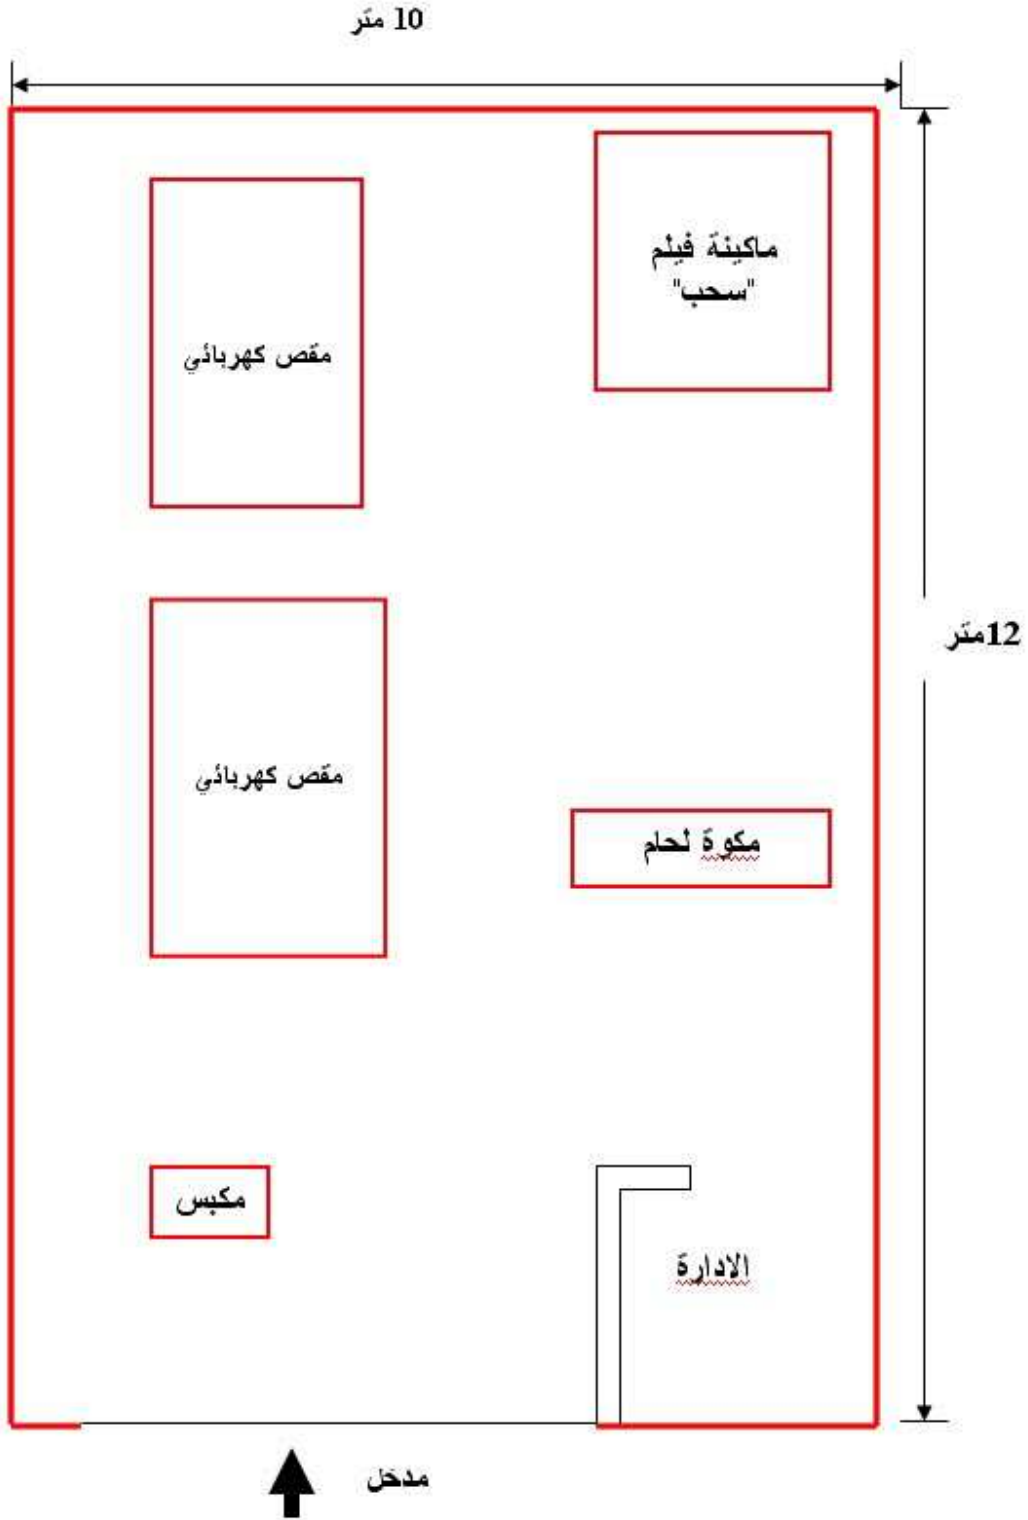 10 متر
ماكينة فيلم
"سحب"
مقص كهربائي
12متر
مقص كهربائي
مكوة لحام
مكبس
الادارة
مدخل